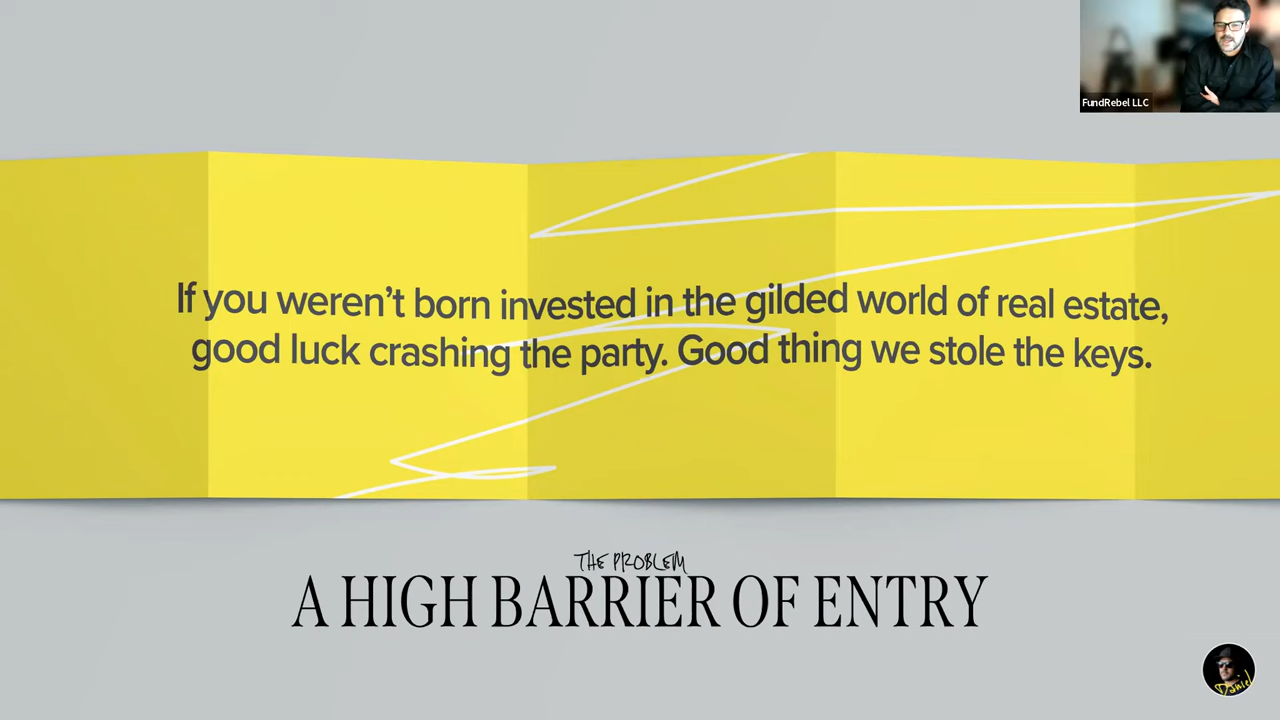 FundRebel LLC
If you weren’t born invested in the gilded world of real estate,
good luck crashing the party. Good thing we stole the keys.
THE PROBLEM
A HIGH BARRIER OF ENTRY
Daniel